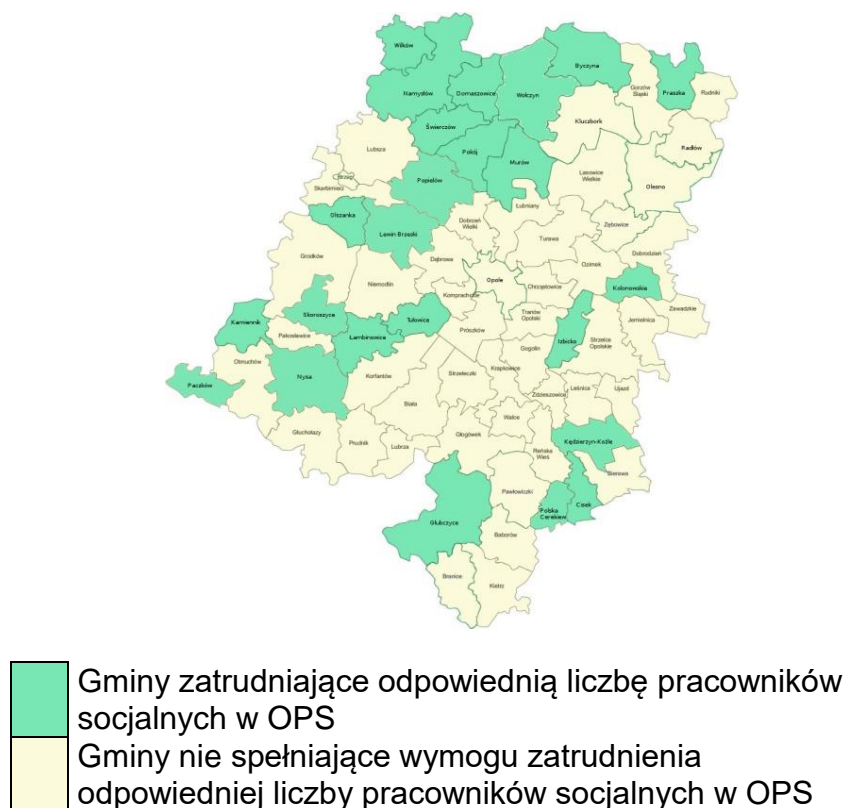 Wilków
Namysłów
Domaszowice
Wołczyn
Byczyna
Gorzów
Śląski
Praszka
Rudniki
Kluczbork
Radłów
Świerczów
Pokój
Murów
Lasowice
Wielkie
Olesno
Lubsza
Skarbimierz
Popielów
Olszanka
Lewin Brzeski
Dobrzeń
Wielki
Łubniany
Turawa
Zębowice
Dobrodzień
Grodków
Niemodlin
Dąbrowa
Opole
Chrząstowice
Ozimek
Kolonowskie
Zawadzkie
Komprachcice
Kamiennik
Skoroszyce
Tułowice
Prószków
Tarnów
Opolski
Izbicko
Jemielnica
Pakosławice
Łambinowice
Gogolin
Strzelce
Opolskie
Otmuchów
Nysa
Korfantów
Strzeleczki
Krapkowice
Paczków
Biała
Zdzieszowice
Leśnica
Ujazd
Głuchołazy
Prudnik
Lubrza
Głogówek
Walce
Reńska
Wieś
Kędzierzyn-Koźle
Bierawa
Pawłowiczki
Polska
Cerekiew
Cisek
Głubczyce
Baborów
Branice
Kietrz
Gminy zatrudniające odpowiednią liczbę pracowników
socjalnych w OPS
Gminy nie spełniające wymogu zatrudnienia
odpowiedniej liczby pracowników socjalnych w OPS